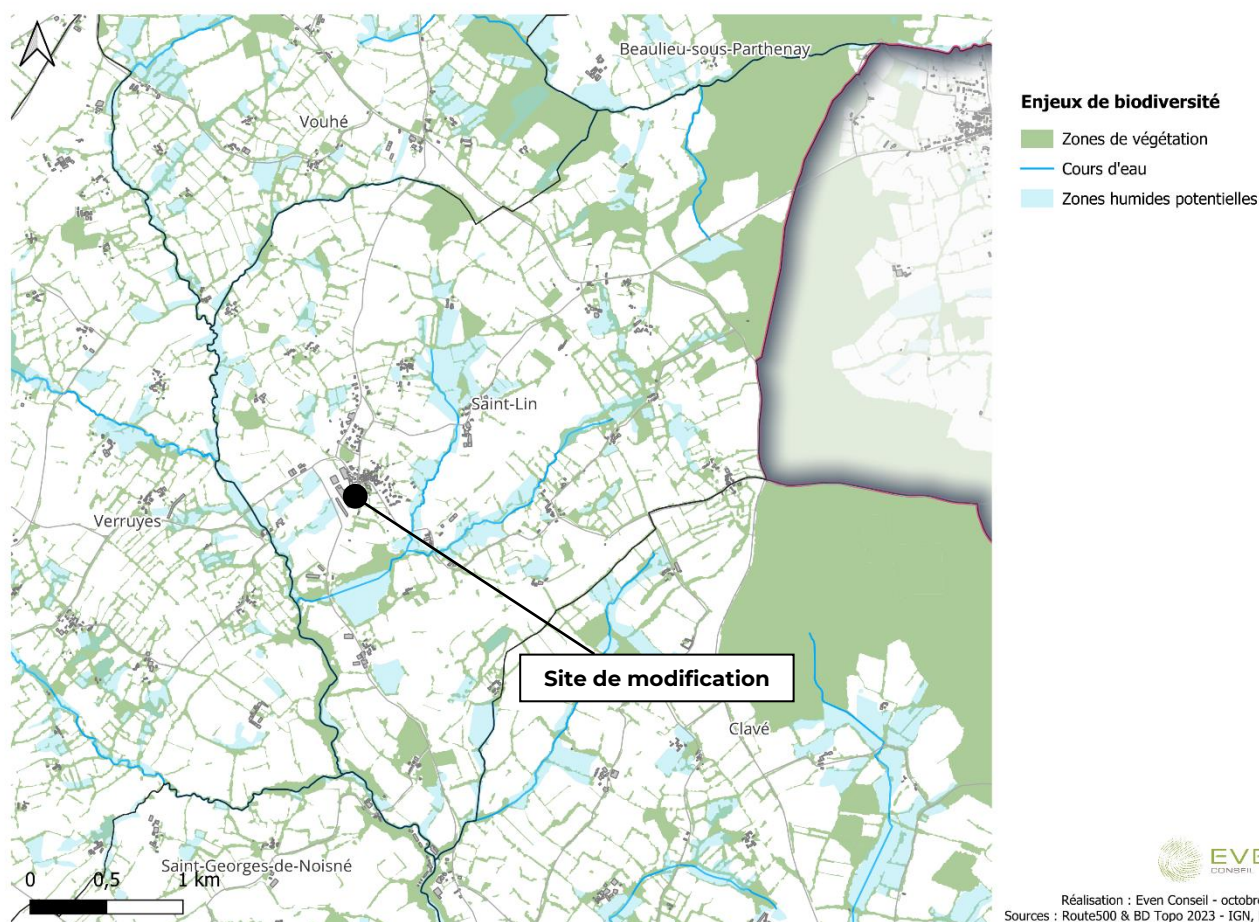 Beaulieu-sous-Parthenay
Vouhé
Saint-Lin
Verruyes
Site de modification
Clavé
Saint-Georges-de-Noisné
0 0,5 1 km
Enjeux de biodiversité
Zones de végétation
Cours d'eau
Zones humides potentielles
CONSEIL
Réalisation : Even Conseil -
Sources : Route500 & BD Topo 2023 - IGN